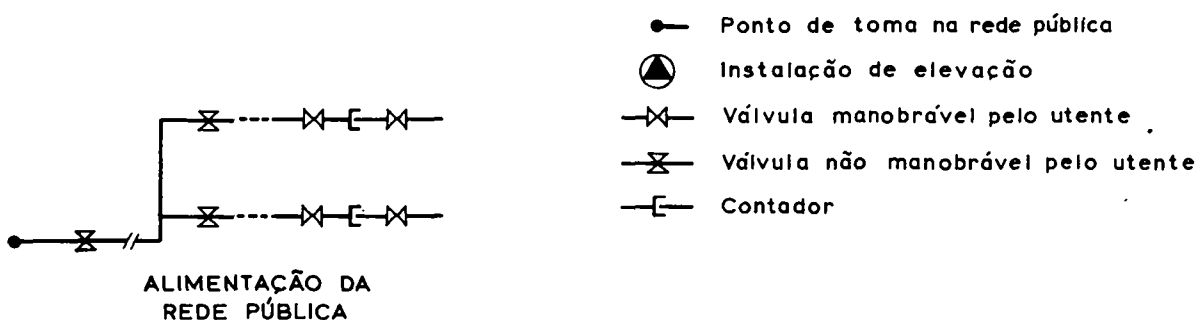 Ponto de toma na rede pública
Instalação de elevação
Válvula manobrável pelo utente
Válvula não manobrável pelo utente
Contador
ALIMENTAÇÃO DA
REDE PÚBLICA